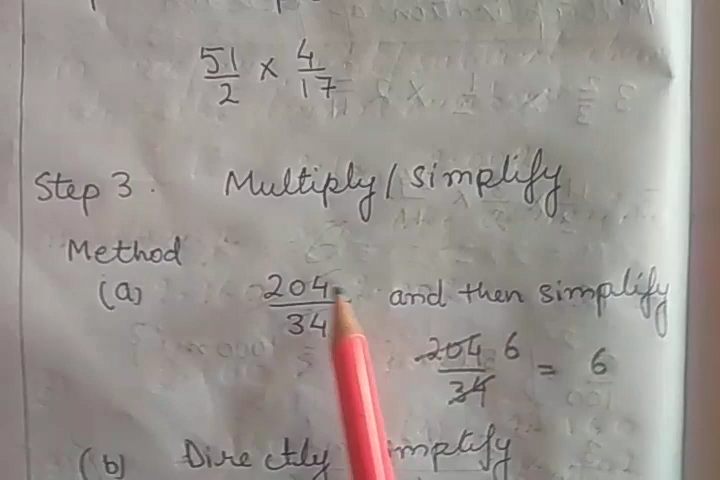 51/2 × 4/17
Step 3. Multiply/simplify
Method
(a) 204/34 and then simplify
204/34 6 = 6
(b) Directly simplify